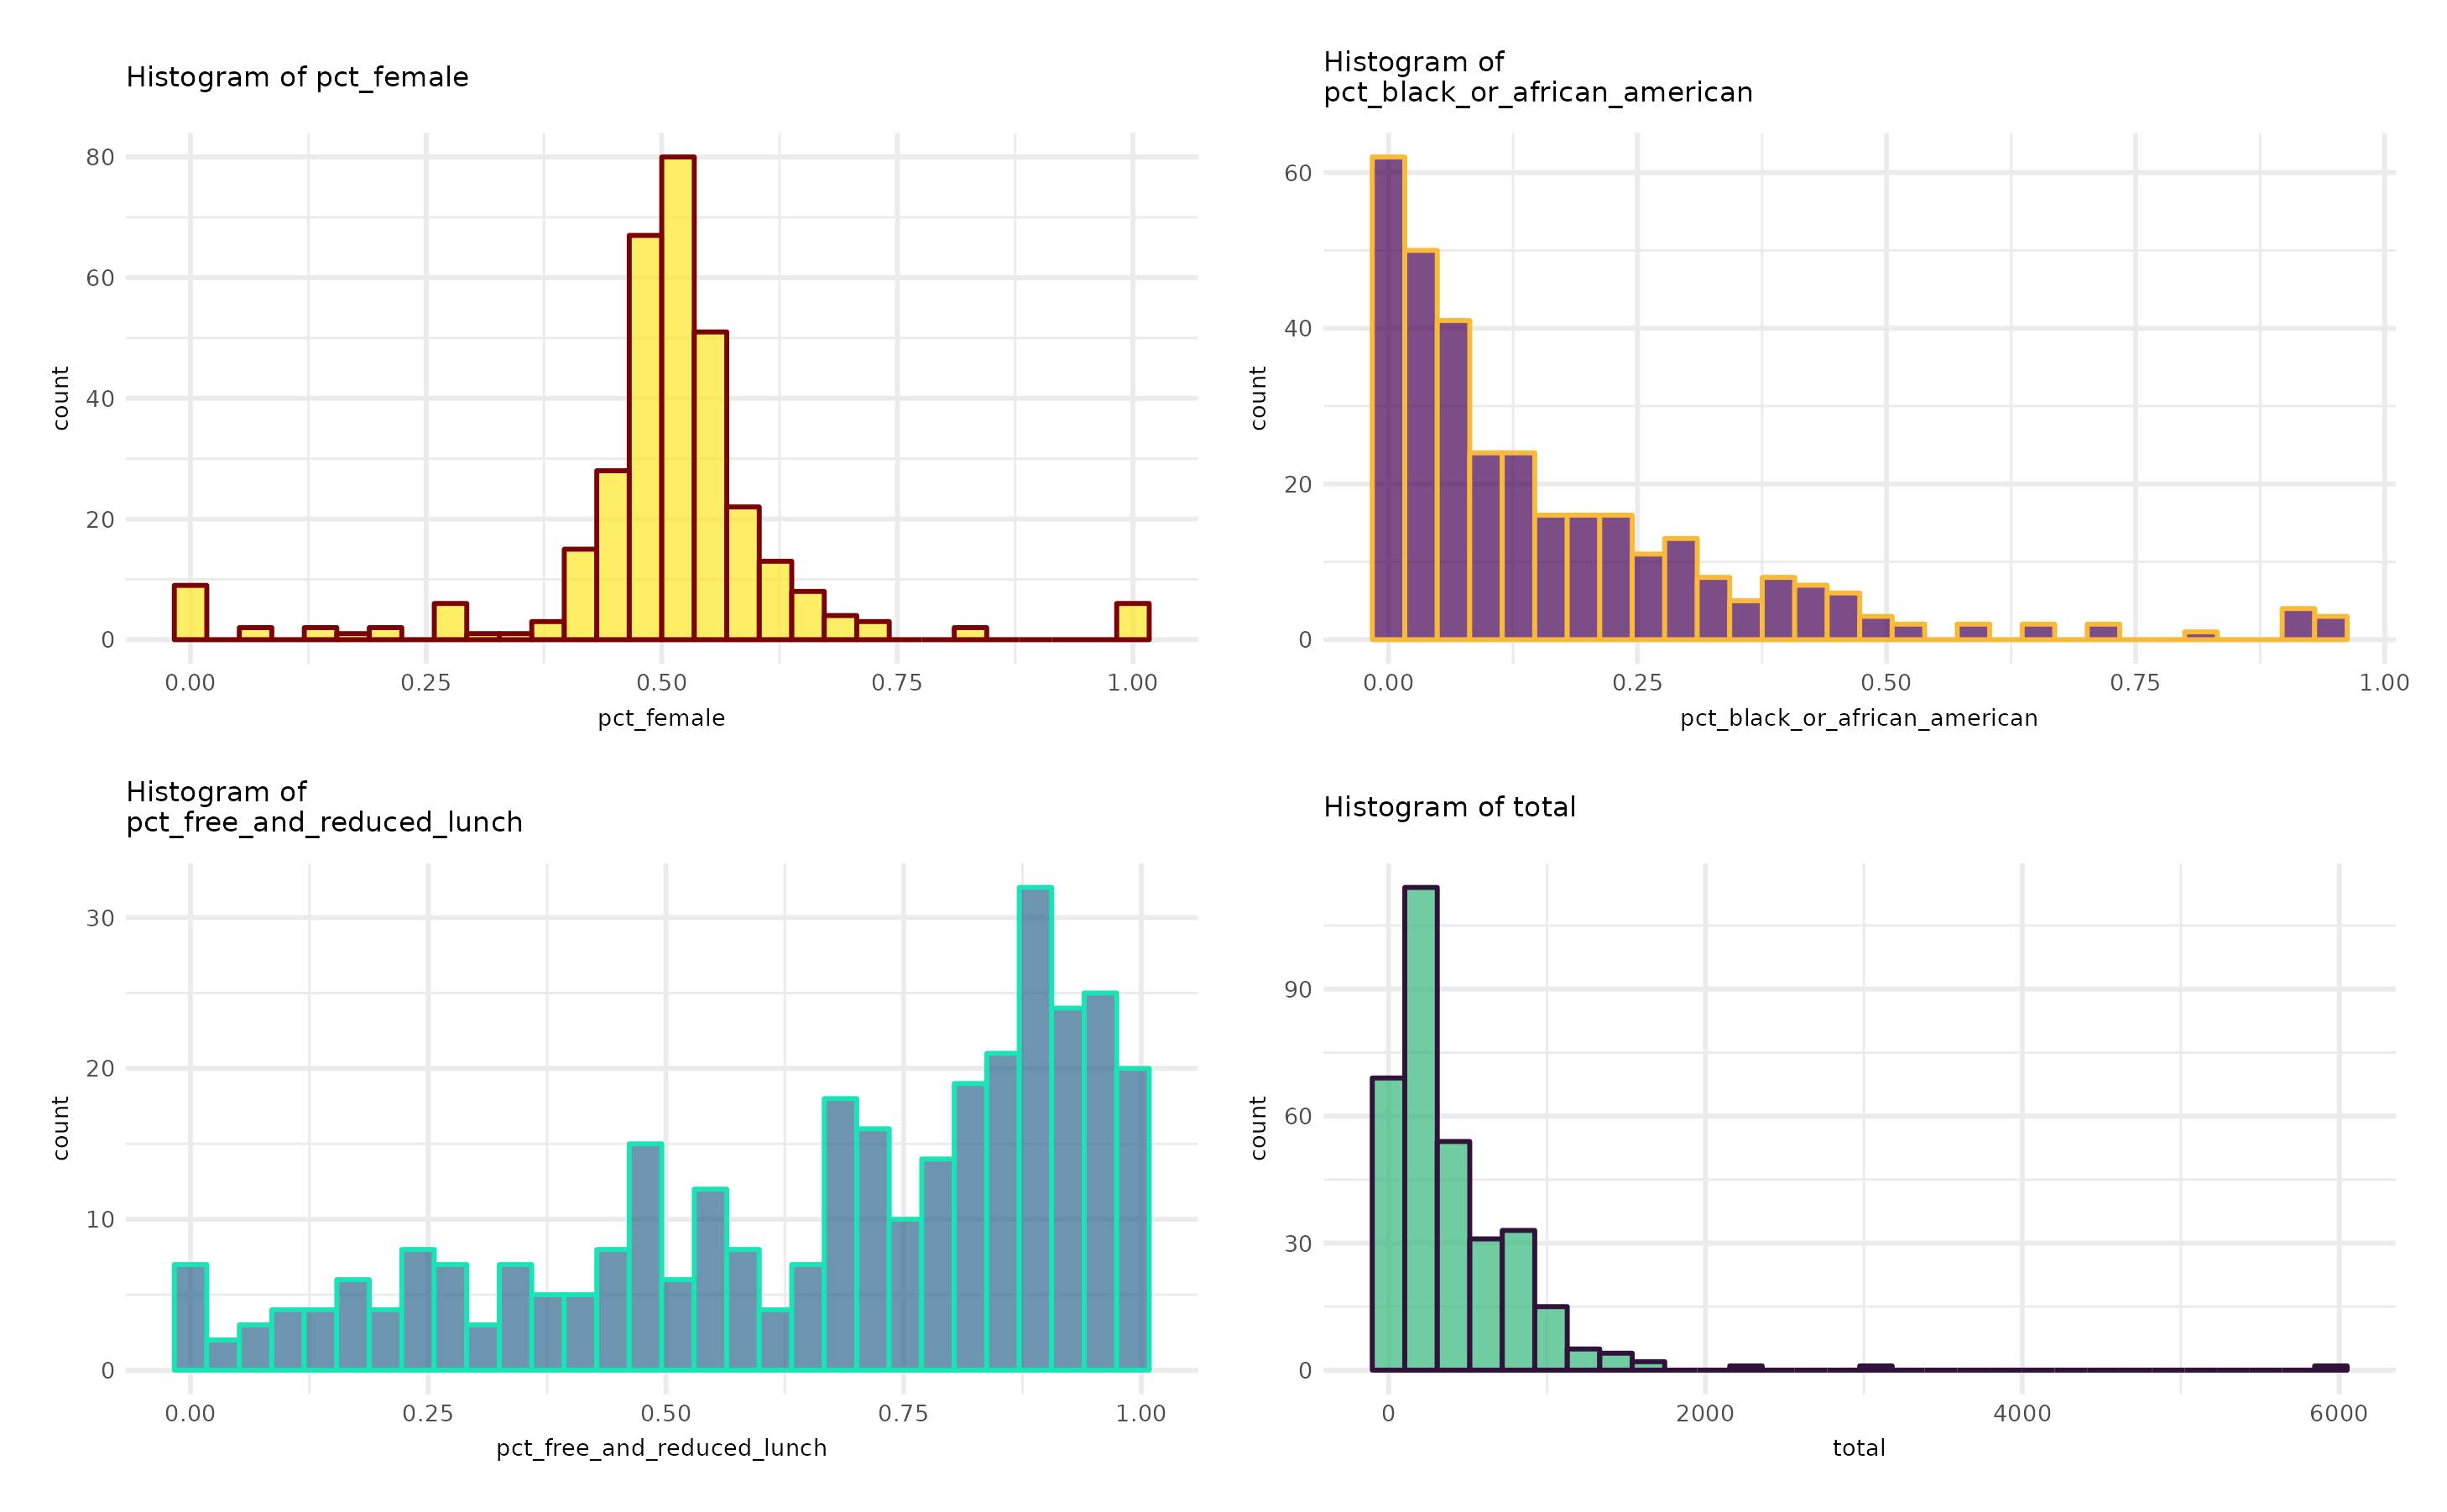 Histogram of pct_female
80
60
40
20
0
count
0.00 0.25 0.50 0.75 1.00
pct_female
Histogram of
pct_black_or_african_american
60
40
20
0
count
0.00 0.25 0.50 0.75 1.00
pct_black_or_african_american
Histogram of
pct_free_and_reduced_lunch
30
20
10
0
count
0.00 0.25 0.50 0.75 1.00
pct_free_and_reduced_lunch
Histogram of total
90
60
30
0
count
0 2000 4000 6000
total